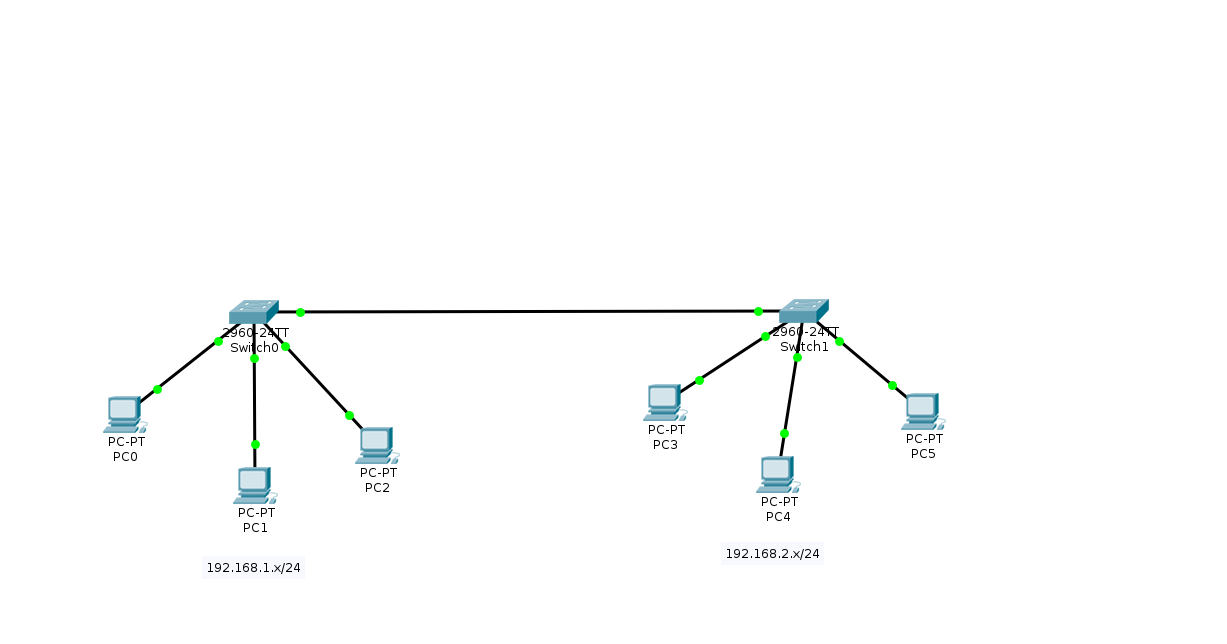 2960-24TT
Switch0
2960-24TT
Switch1
PC-PT
PC0
PC-PT
PC1
PC-PT
PC2
PC-PT
PC3
PC-PT
PC4
PC-PT
PC5
192.168.1.x/24
192.168.2.x/24